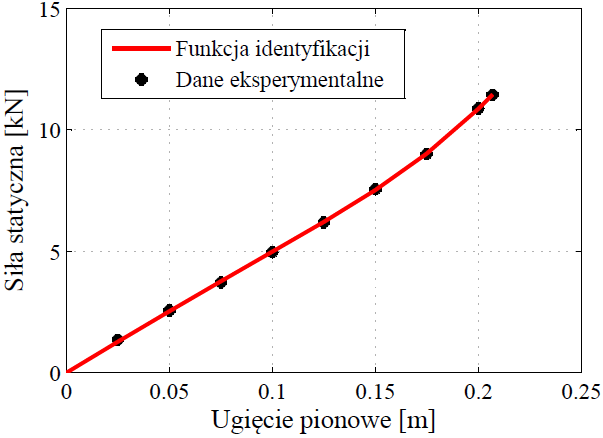 15
Funkcja identyfikacji
Dane eksperymentalne
10
5
0
Siła statyczna [kN]
0 0.05 0.1 0.15 0.2 0.25
Ugięcie pionowe [m]